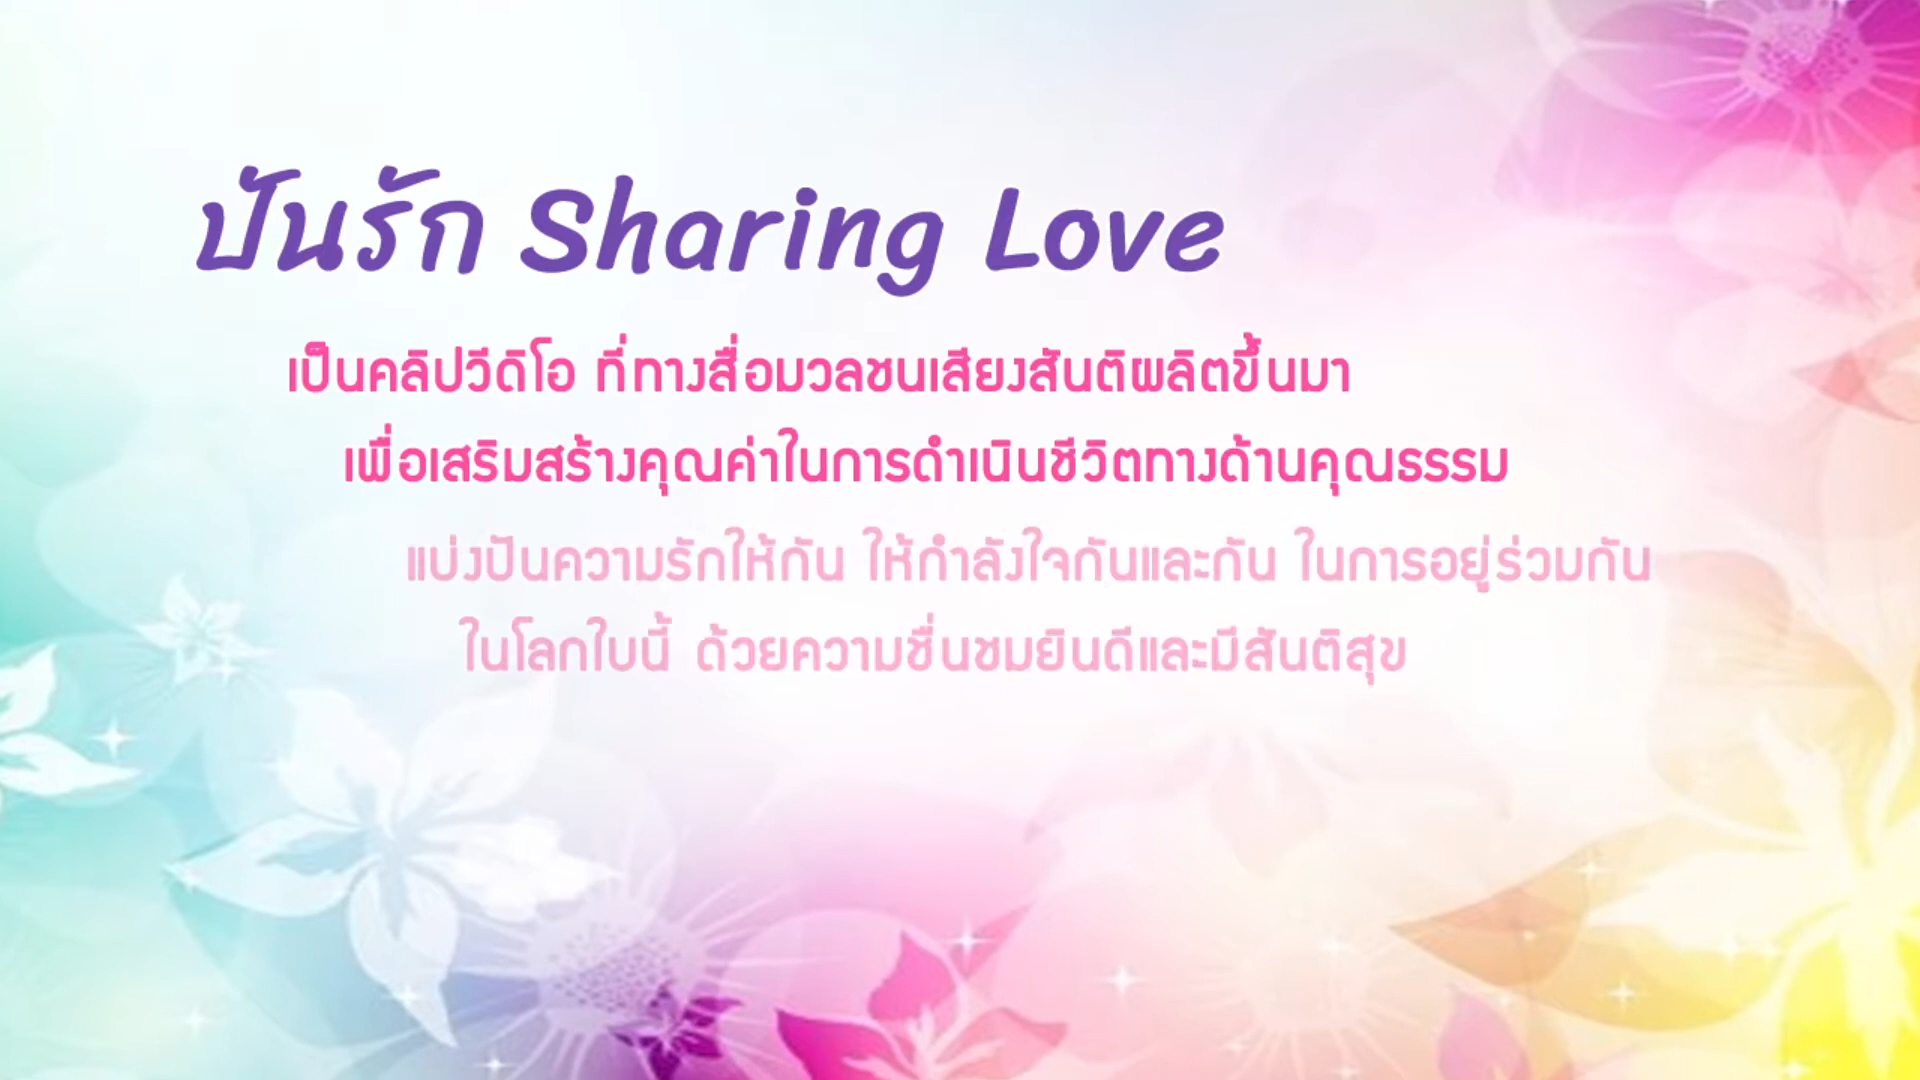 ปันรัก Sharing Love
เป็นคลิปวีดิโอ ที่ทางสื่อมวลชนเสียงสันติผลิตขึ้นมา
เพื่อเสริมสร้างคุณค่าในการดำเนินชีวิตทางด้านคุณธรรม
แบ่งปันความรักให้กัน ให้กำลังใจกันและกัน ในการอยู่ร่วมกัน
ในโลกใบนี้ ด้วยความชื่นชมยินดีและมีสันติสุข